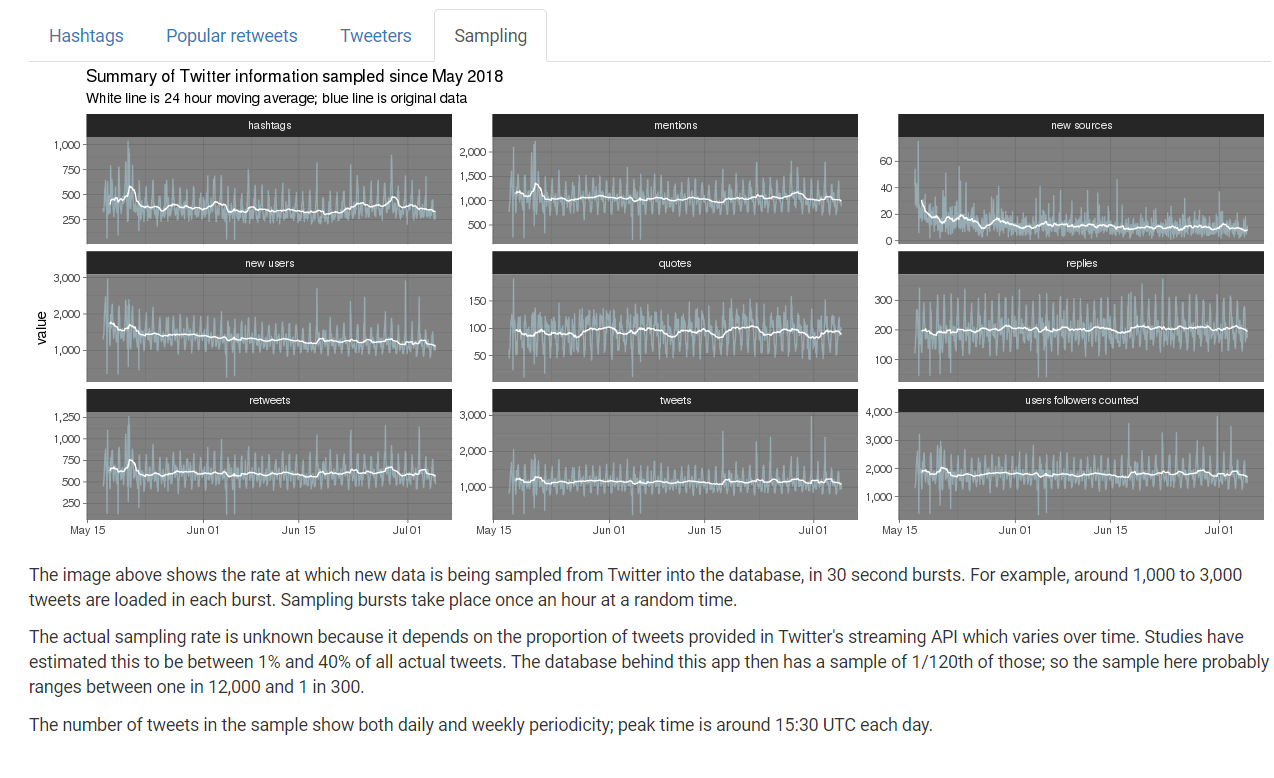 Hashtags Popular retweets Tweeters Sampling
Summary of Twitter information sampled since May 2018
White line is 24 hour moving average; blue line is original data
hashtags mentions new sources
1,000
750
500
250
2,000
1,500
1,000
500
60
40
20
0
new users quotes replies
value
3,000
2,000
1,000
150
100
50
300
200
100
retweets tweets users followers counted
1,250
1,000
750
500
250
3,000
2,000
1,000
4,000
3,000
2,000
1,000
May 15 Jun 01 Jun 15 Jul 01 May 15 Jun 01 Jun 15 Jul 01 May 15 Jun 01 Jun 15 Jul 01
The image above shows the rate at which new data is being sampled from Twitter into the database, in 30 second bursts. For example, around 1,000 to 3,000
tweets are loaded in each burst. Sampling bursts take place once an hour at a random time.
The actual sampling rate is unknown because it depends on the proportion of tweets provided in Twitter's streaming API which varies over time. Studies have
estimated this to be between 1% and 40% of all actual tweets. The database behind this app then has a sample of 1/120th of those; so the sample here probably
ranges between one in 12,000 and 1 in 300.
The number of tweets in the sample show both daily and weekly periodicity; peak time is around 15:30 UTC each day.